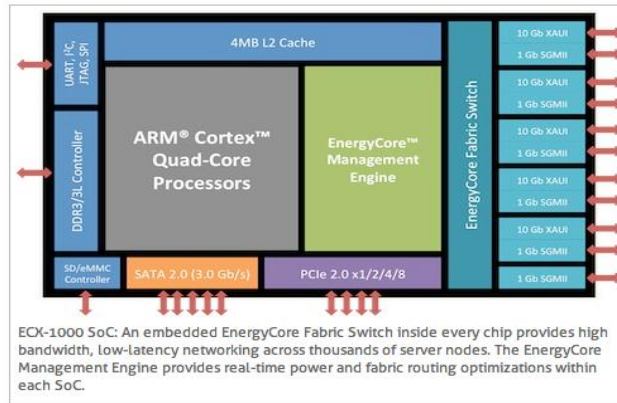 UART, I²C,
JTAG, SPI
4MB L2 Cache
DDR3/3L Controller
ARM® Cortex™
Quad-Core
Processors
EnergyCore™
Management
Engine
EnergyCore Fabric Switch
10 Gb XAUI
1 Gb SGMII
10 Gb XAUI
1 Gb SGMII
10 Gb XAUI
1 Gb SGMII
10 Gb XAUI
1 Gb SGMII
10 Gb XAUI
1 Gb SGMII
1 Gb SGMII
SD/eMMC
Controller
SATA 2.0 (3.0 Gb/s)
PCIe 2.0 x1/2/4/8
ECX-1000 SoC: An embedded EnergyCore Fabric Switch inside every chip provides high
bandwidth, low-latency networking across thousands of server nodes. The EnergyCore
Management Engine provides real-time power and fabric routing optimizations within
each SoC.